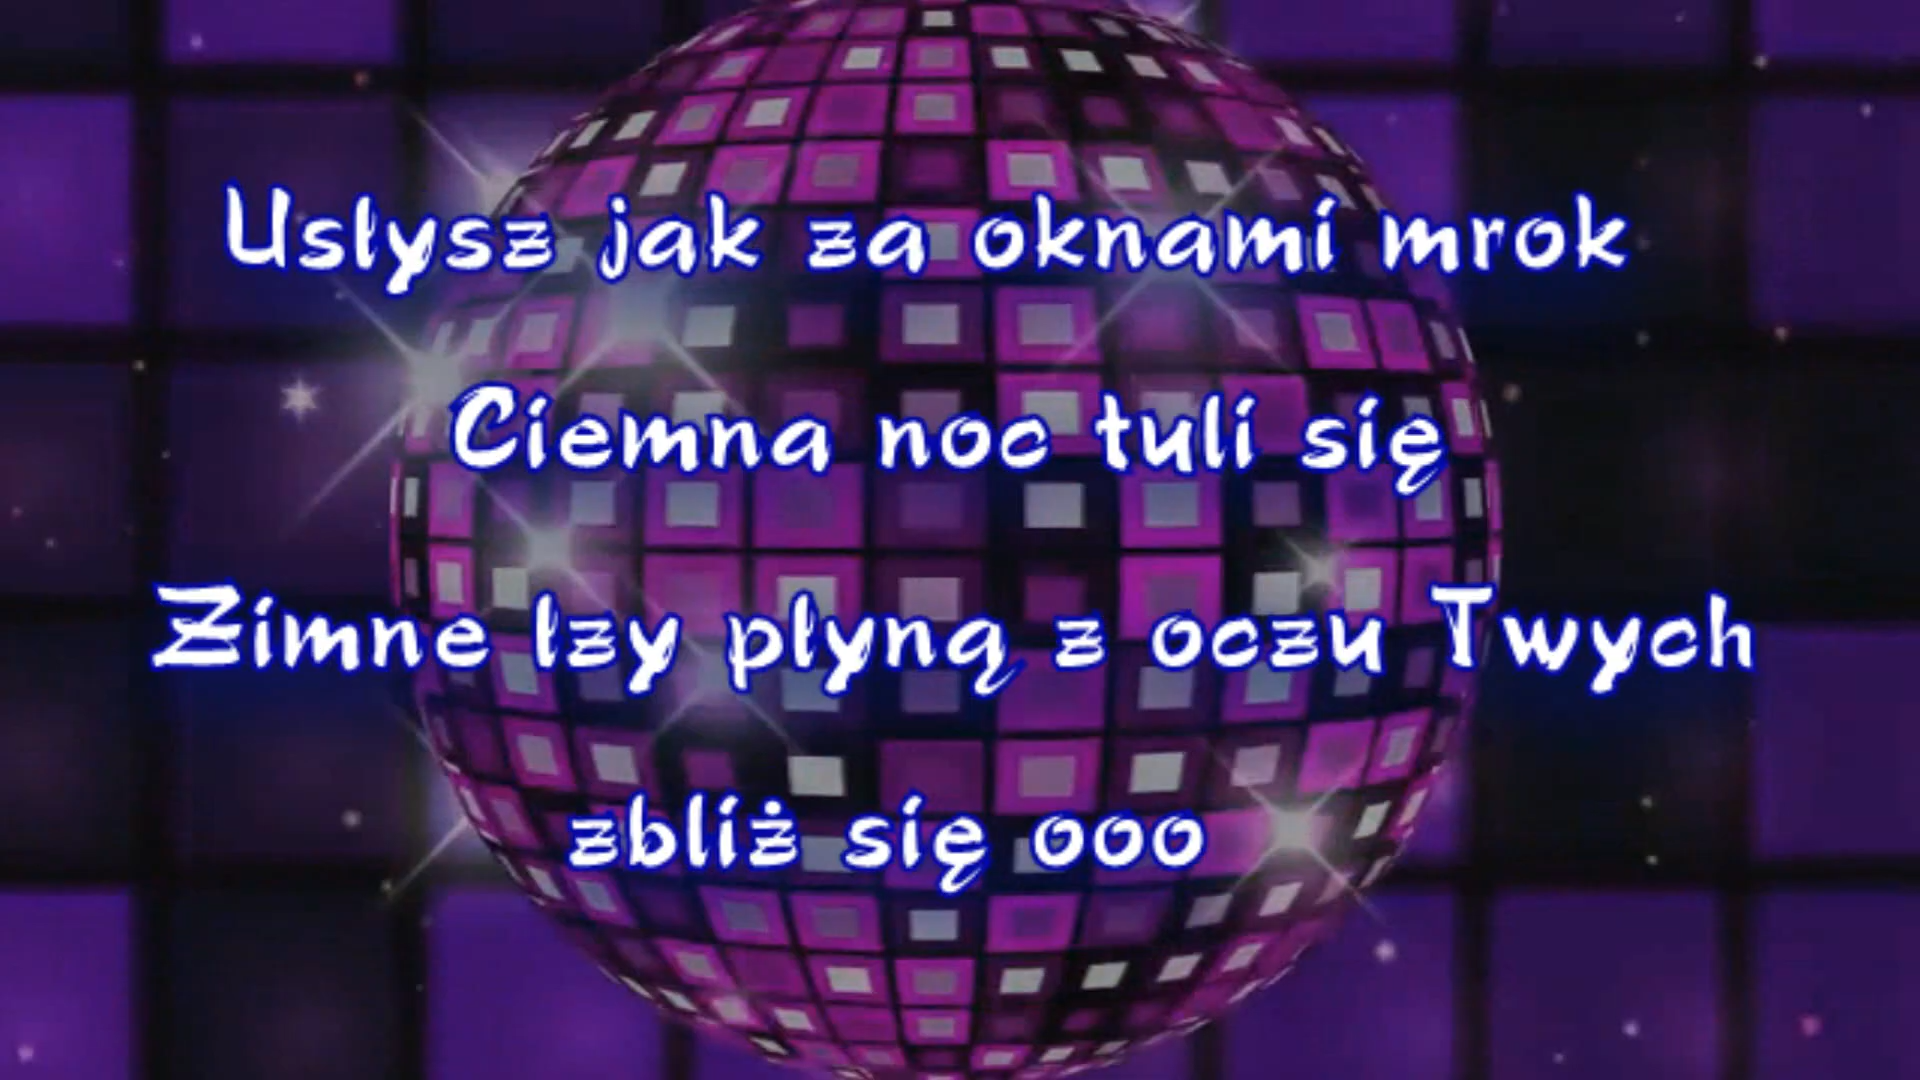 Usłysz jak za oknami mrok
Ciemna noc tuli się
Zimne łzy płyną z oczu Twych
zbliż się ooo